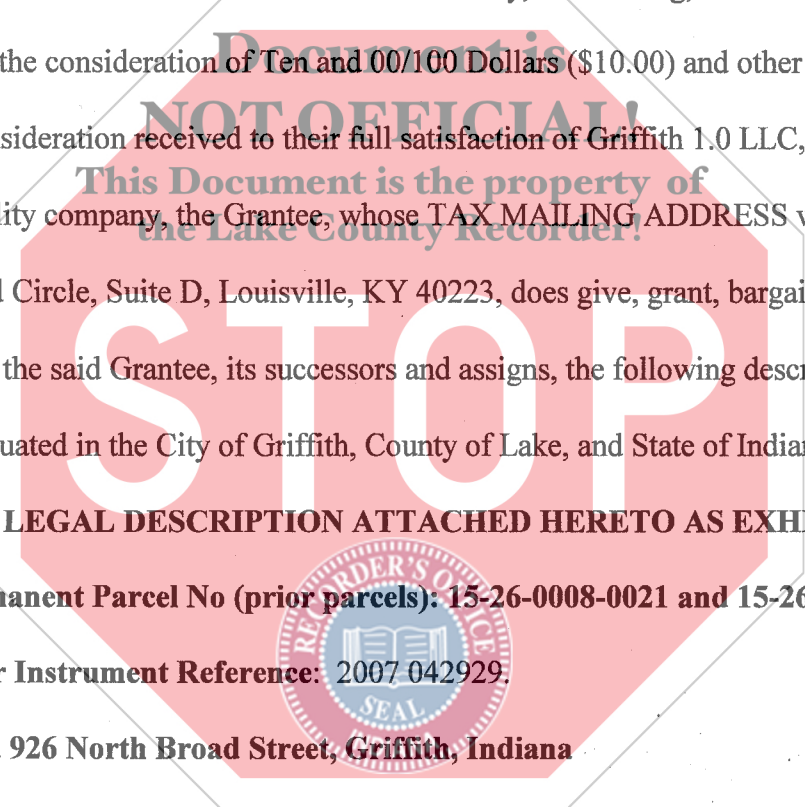 Document is
the consideration of Ten and 00/100 Dollars ($10.00) and other
NOT OFFICIAL!
sideration received to their full satisfaction of Griffith 1.0 LLC,
This Document is the property of
lity company, the Grantee, whose TAX MAILING ADDRESS
the Lake County Recorder!
Circle, Suite D, Louisville, KY 40223, does give, grant, bargai
STOP
the said Grantee, its successors and assigns, the following descr
uated in the City of Griffith, County of Lake, and State of Indian
LEGAL DESCRIPTION ATTACHED HERETO AS EXHI
manent Parcel No (prior parcels): 15-26-0008-0021 and 15-26
r Instrument Reference: 2007 042929.
926 North Broad Street, Griffith, Indiana
RECORDER'S OFFICE
SEAL